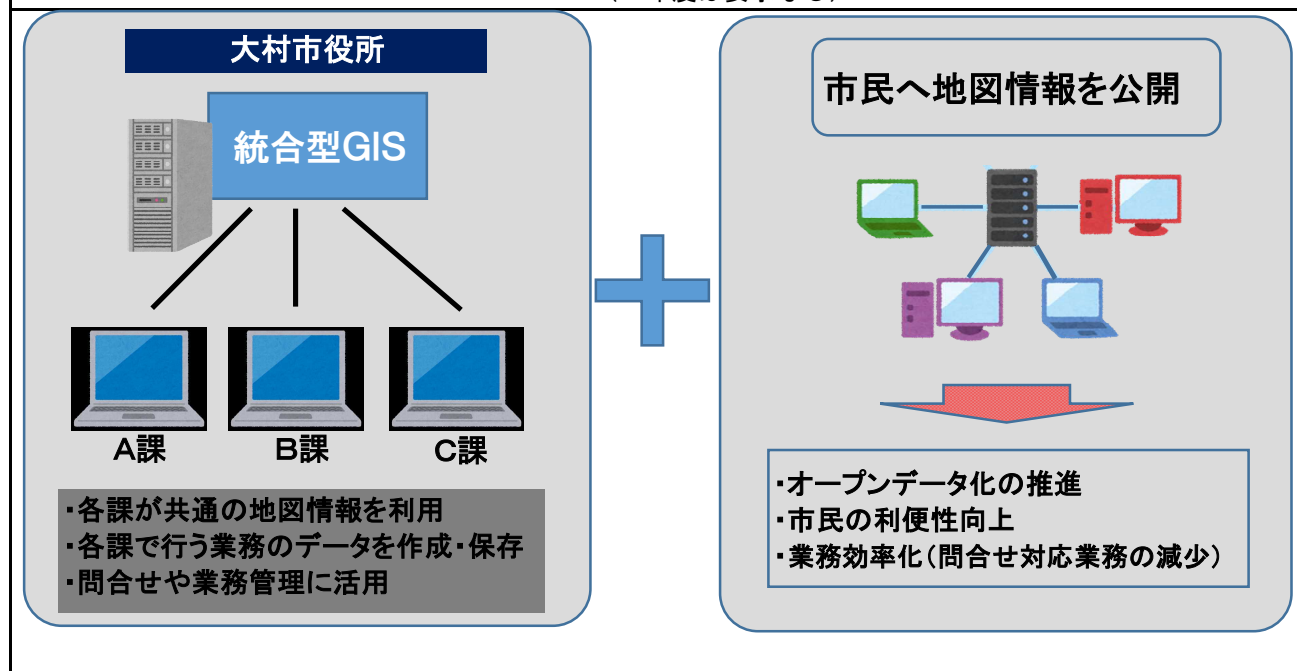 大村市役所
統合型GIS
A課
B課
C課
・各課が共通の地図情報を利用
・各課で行う業務のデータを作成・保存
・問合せや業務管理に活用
市民へ地図情報を公開
・オープンデータ化の推進
・市民の利便性向上
・業務効率化(問合せ対応業務の減少)